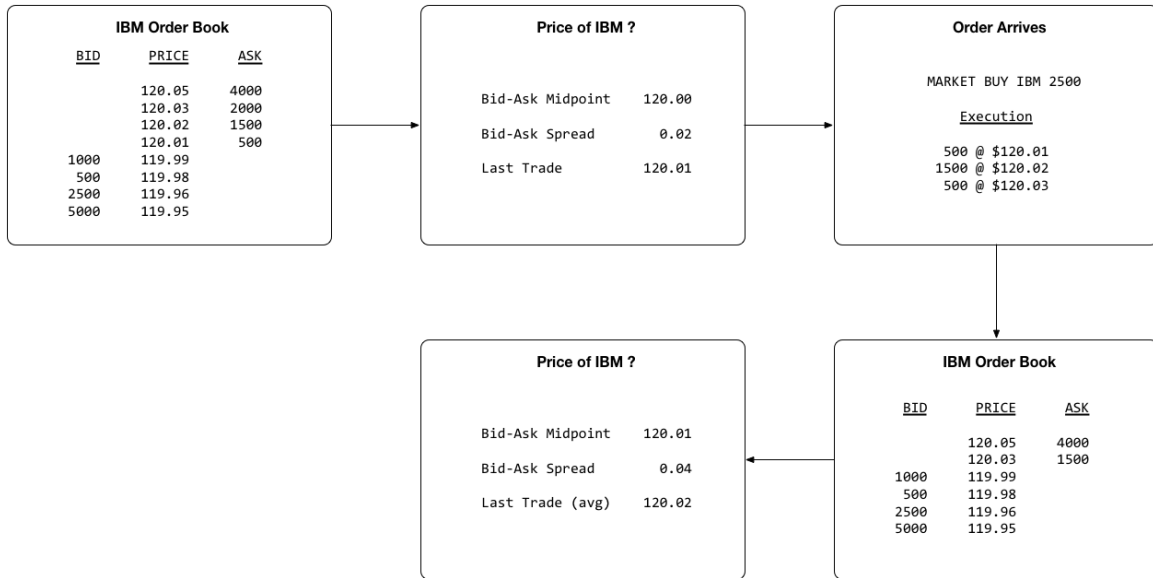 IBM Order Book
BID PRICE ASK
120.05 4000
120.03 2000
120.02 1500
120.01 500
1000 119.99
500 119.98
2500 119.96
5000 119.95
Price of IBM ?
Bid-Ask Midpoint 120.00
Bid-Ask Spread 0.02
Last Trade 120.01
Order Arrives
MARKET BUY IBM 2500
Execution
500 @ $120.01
1500 @ $120.02
500 @ $120.03
IBM Order Book
BID PRICE ASK
120.05 4000
120.03 1500
1000 119.99
500 119.98
2500 119.96
5000 119.95
Price of IBM ?
Bid-Ask Midpoint 120.01
Bid-Ask Spread 0.04
Last Trade (avg) 120.02